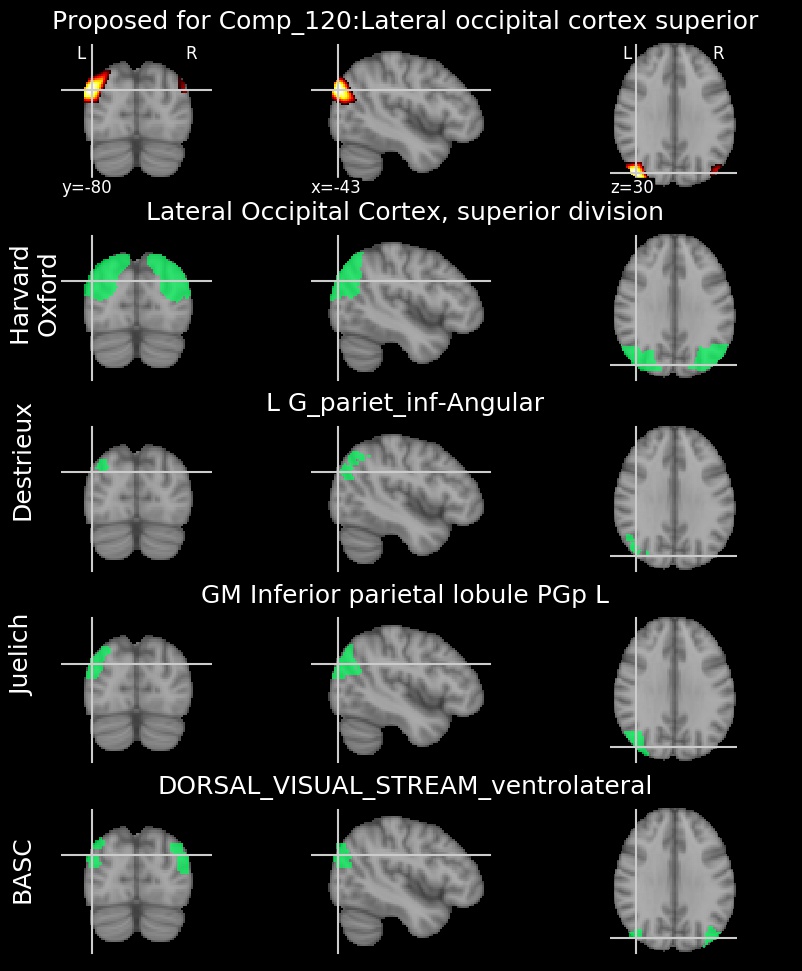 Proposed for Comp_120:Lateral occipital cortex superior
L R L R
y=-80 x=-43 z=30
Lateral Occipital Cortex, superior division
Harvard
Oxford
L G_pariet_inf-Angular
Destrieux
GM Inferior parietal lobule PGp L
Juelich
DORSAL_VISUAL_STREAM_ventrolateral
BASC